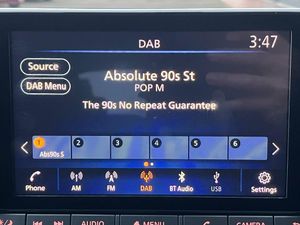 DAB
3:47
Source
Absolute 90s St
POP M
DAB Menu
The 90s No Repeat Guarantee
1 2 3 4 5 6
Abs90s S
Phone AM FM DAB BT Audio USB Settings
AUDIO MENU